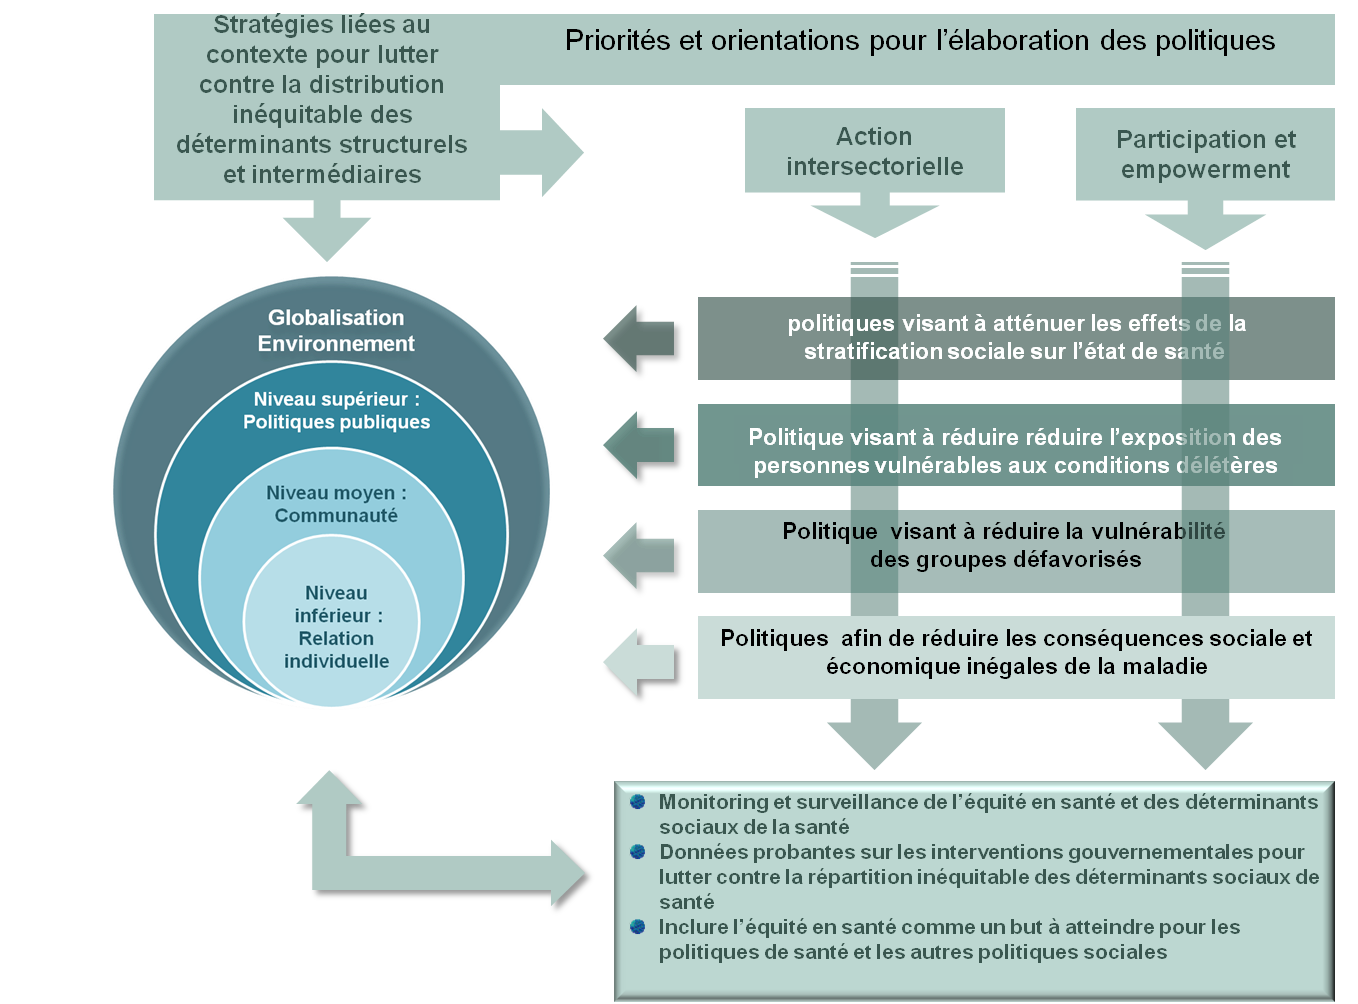 Stratégies liées au
contexte pour lutter
contre la distribution
inéquitable des
déterminants structurels
et intermédiaires
Priorités et orientations pour l’élaboration des politiques
Action
intersectorielle
Participation et
empowerment
Globalisation
Environnement
Niveau supérieur :
Politiques publiques
Niveau moyen :
Communauté
Niveau
inférieur :
Relation
individuelle
politiques visant à atténuer les effets de la
stratification sociale sur l’état de santé
Politique visant à réduire réduire l’exposition des
personnes vulnérables aux conditions délétères
Politique  visant à réduire la vulnérabilité
des groupes défavorisés
Politiques  afin de réduire les conséquences sociale et
économique inégales de la maladie
Monitoring et surveillance de l’équité en santé et des déterminants
sociaux de la santé
Données probantes sur les interventions gouvernementales pour
lutter contre la répartition inéquitable des déterminants sociaux de
santé
Inclure l’équité en santé comme un but à atteindre pour les
politiques de santé et les autres politiques sociales